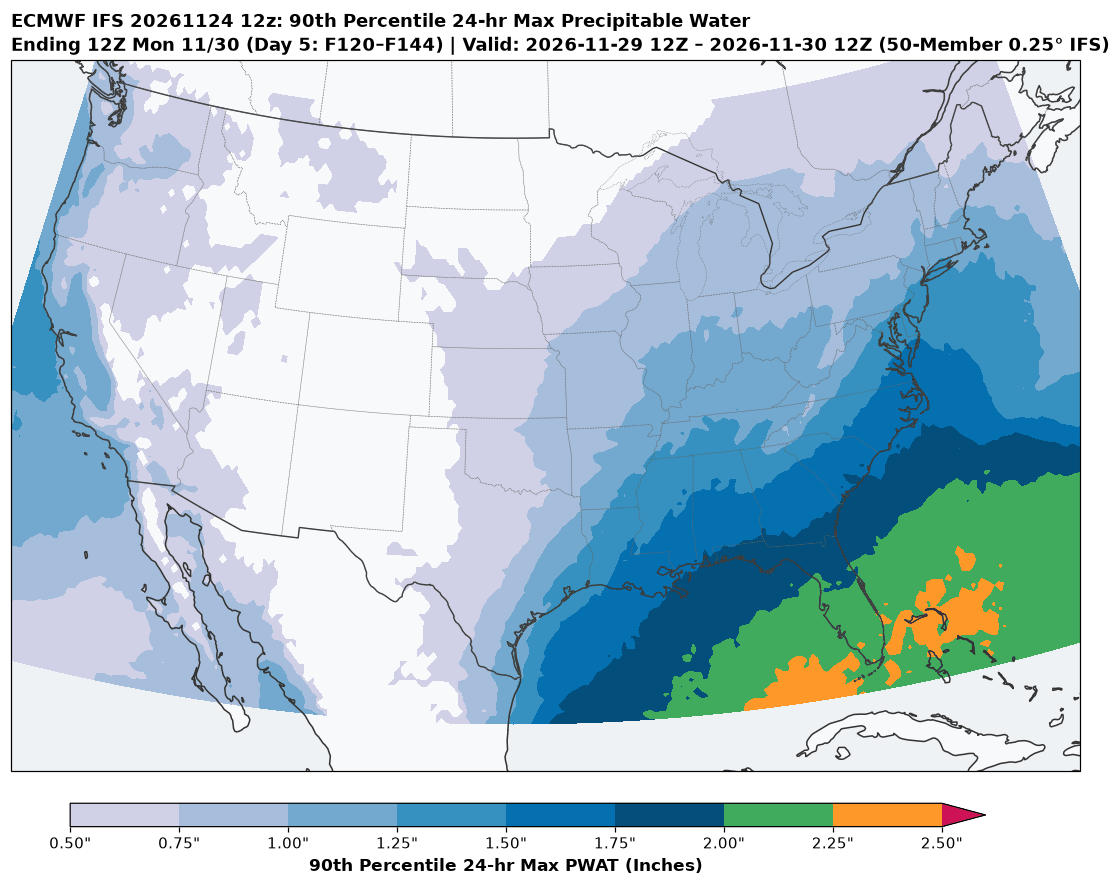 ECMWF IFS 20261124 12z: 90th Percentile 24-hr Max Precipitable Water
Ending 12Z Mon 11/30 (Day 5: F120–F144) | Valid: 2026-11-29 12Z – 2026-11-30 12Z (50-Member 0.25° IFS)
0.50" 0.75" 1.00" 1.25" 1.50" 1.75" 2.00" 2.25" 2.50"
90th Percentile 24-hr Max PWAT (Inches)